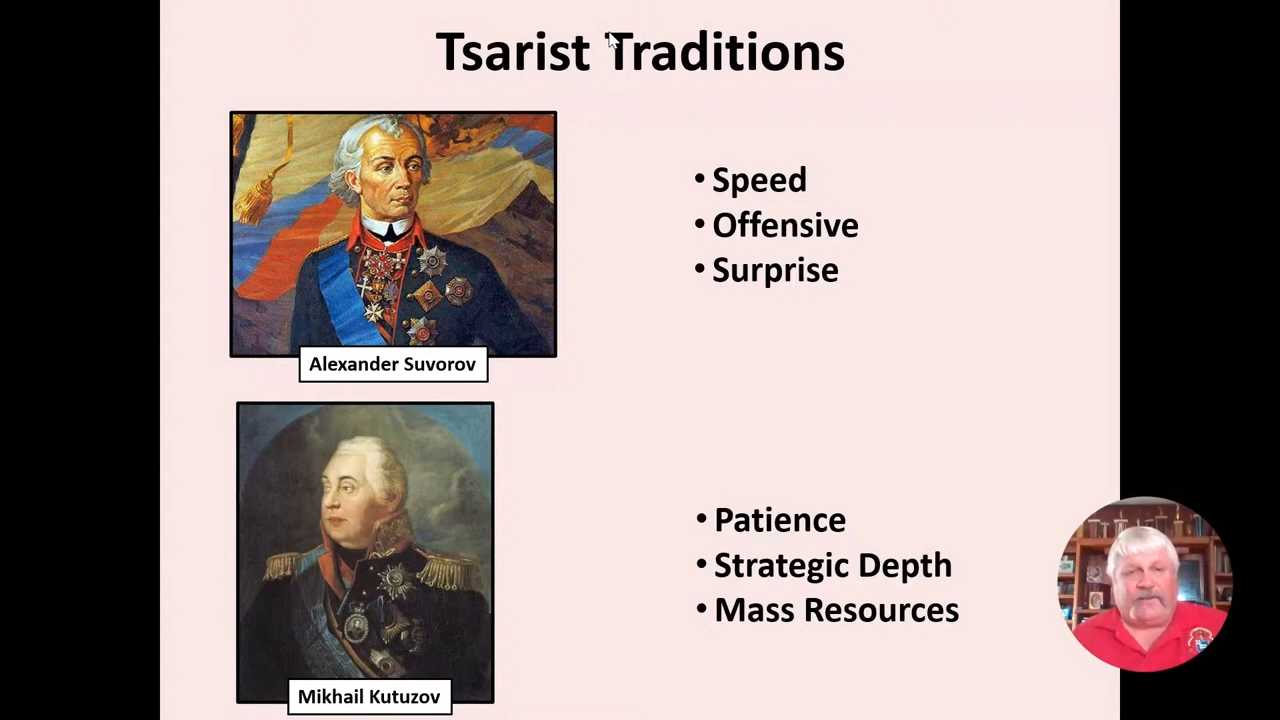 Tsarist Traditions
• Speed
• Offensive
• Surprise
Alexander Suvorov
• Patience
• Strategic Depth
• Mass Resources
Mikhail Kutuzov